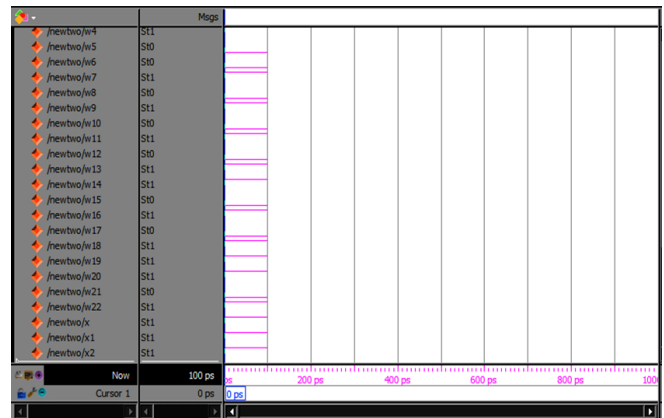 Msgs
/newtwo/w4 St1
/newtwo/w5 St0
/newtwo/w6 St0
/newtwo/w7 St1
/newtwo/w8 St0
/newtwo/w9 St1
/newtwo/w10 St0
/newtwo/w11 St1
/newtwo/w12 St0
/newtwo/w13 St1
/newtwo/w14 St1
/newtwo/w15 St0
/newtwo/w16 St1
/newtwo/w17 St0
/newtwo/w18 St1
/newtwo/w19 St1
/newtwo/w20 St1
/newtwo/w21 St0
/newtwo/w22 St1
/newtwo/x St1
/newtwo/x1 St1
/newtwo/x2 St1
Now 100 ps ps 200 ps 400 ps 600 ps 800 ps 100
Cursor 1 0 ps 0 ps